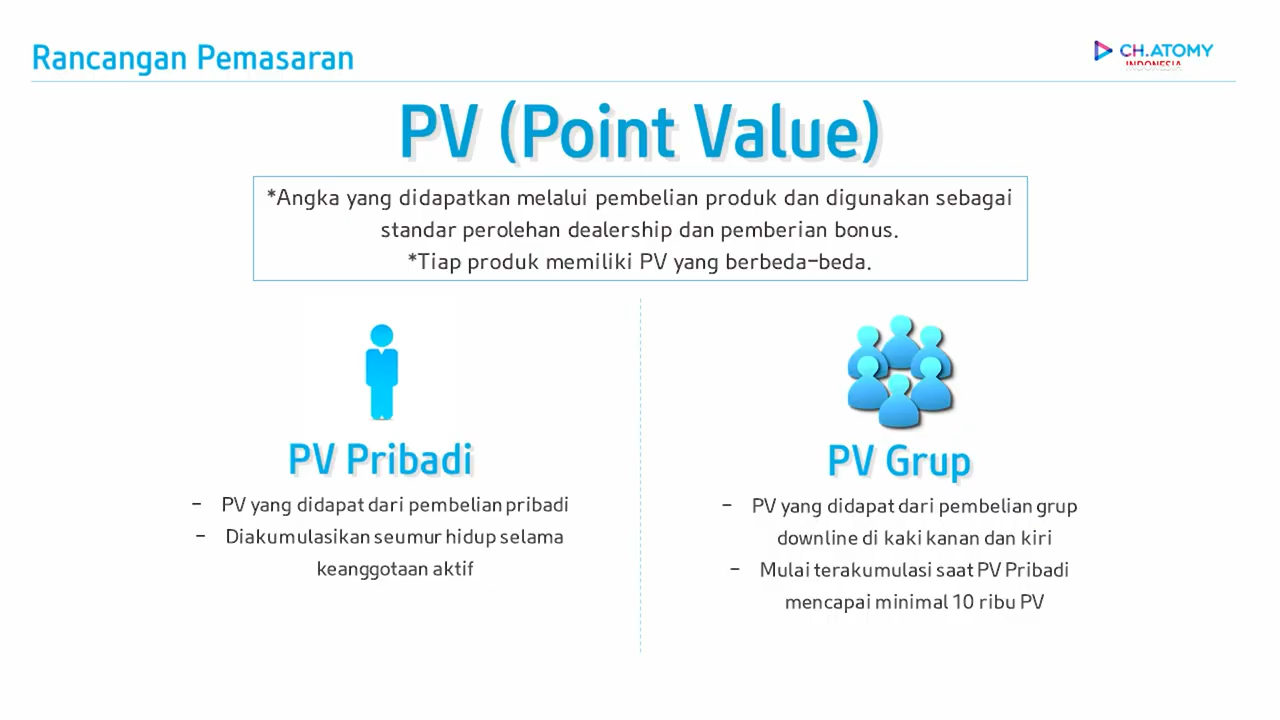 Rancangan Pemasaran
CH.ATOMY
INDONESIA
PV (Point Value)
*Angka yang didapatkan melalui pembelian produk dan digunakan sebagai
standar perolehan dealership dan pemberian bonus.
*Tiap produk memiliki PV yang berbeda-beda.
PV Pribadi
- PV yang didapat dari pembelian pribadi
- Diakumulasikan seumur hidup selama
keanggotaan aktif
PV Grup
- PV yang didapat dari pembelian grup
downline di kaki kanan dan kiri
- Mulai terakumulasi saat PV Pribadi
mencapai minimal 10 ribu PV